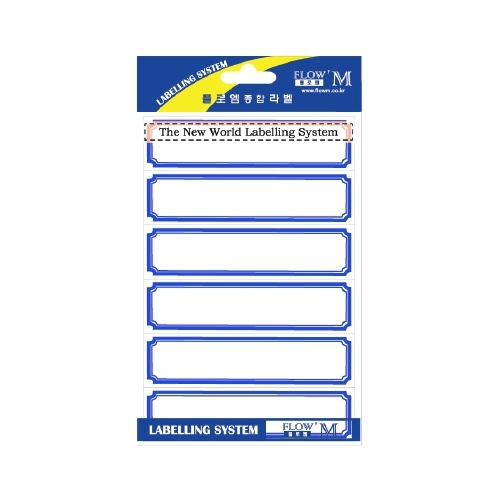 LABELLING SYSTEM
FLOW'M
플로엠
www.flowm.co.kr
플로엠종합라벨
The New World Labelling System
LABELLING SYSTEM
FLOW'M
플로엠